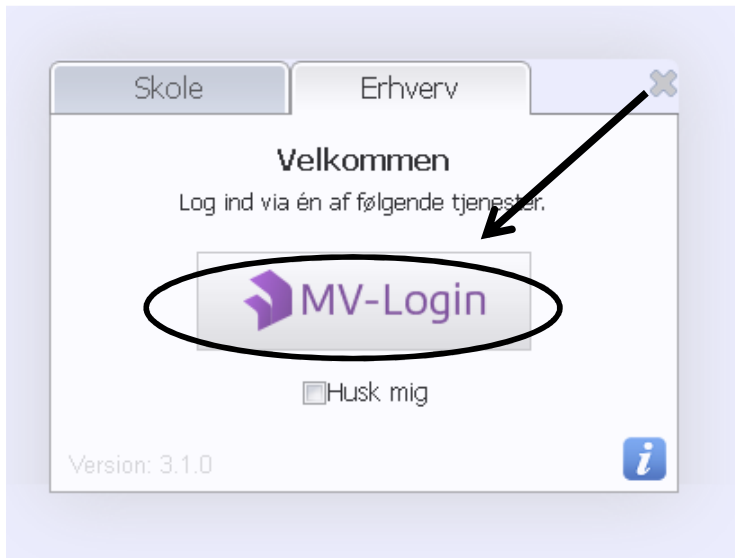 Skole
Erhverv
Velkommen
Log ind via én af følgende tjenester.
MV-Login
Husk mig
Version: 3.1.0
i